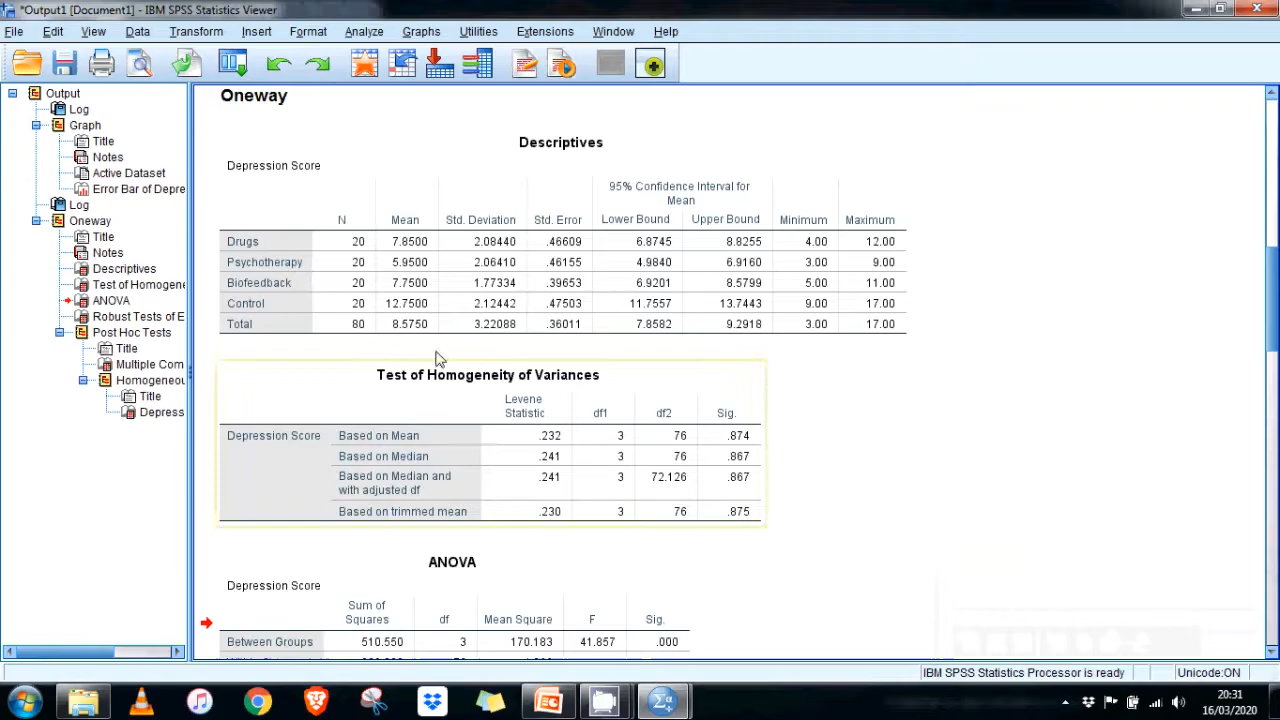 *Output1 [Document1] - IBM SPSS Statistics Viewer
File Edit View Data Transform Insert Format Analyze Graphs Utilities Extensions Window Help
Output
Log
Graph
Title
Notes
Active Dataset
Error Bar of Depre
Log
Oneway
Title
Notes
Descriptives
Test of Homogene
ANOVA
Robust Tests of E
Post Hoc Tests
Title
Multiple Com
Homogeneou
Title
Depress
Oneway
Descriptives
Depression Score
95% Confidence Interval for
Mean
N Mean Std. Deviation Std. Error Lower Bound Upper Bound Minimum Maximum
Drugs 20 7.8500 2.08440 .46609 6.8745 8.8255 4.00 12.00
Psychotherapy 20 5.9500 2.06410 .46155 4.9840 6.9160 3.00 9.00
Biofeedback 20 7.7500 1.77334 .39653 6.9201 8.5799 5.00 11.00
Control 20 12.7500 2.12442 .47503 11.7557 13.7443 9.00 17.00
Total 80 8.5750 3.22088 .36011 7.8582 9.2918 3.00 17.00
Test of Homogeneity of Variances
Levene
Statistic df1 df2 Sig.
Depression Score Based on Mean .232 3 76 .874
Based on Median .241 3 76 .867
Based on Median and .241 3 72.126 .867
with adjusted df
Based on trimmed mean .230 3 76 .875
ANOVA
Depression Score
Sum of
Squares df Mean Square F Sig.
Between Groups 510.550 3 170.183 41.857 .000
IBM SPSS Statistics Processor is ready Unicode:ON
20:31
16/03/2020